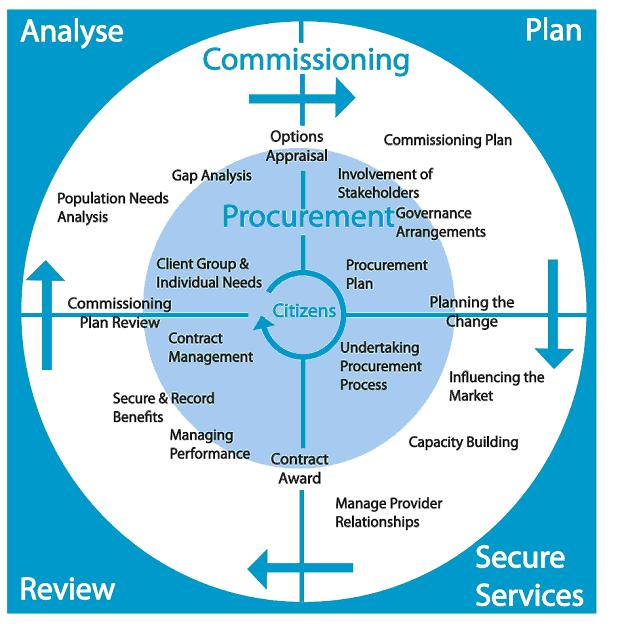 Analyse
Plan
Commissioning
Options
Appraisal
Commissioning Plan
Gap Analysis
Involvement of
Stakeholders
Population Needs
Analysis
Procurement
Governance
Arrangements
Client Group &
Individual Needs
Procurement
Plan
Commissioning
Plan Review
Citizens
Planning the
Change
Contract
Management
Undertaking
Procurement
Process
Influencing the
Market
Secure & Record
Benefits
Managing
Performance
Capacity Building
Contract
Award
Manage Provider
Relationships
Review
Secure
Services